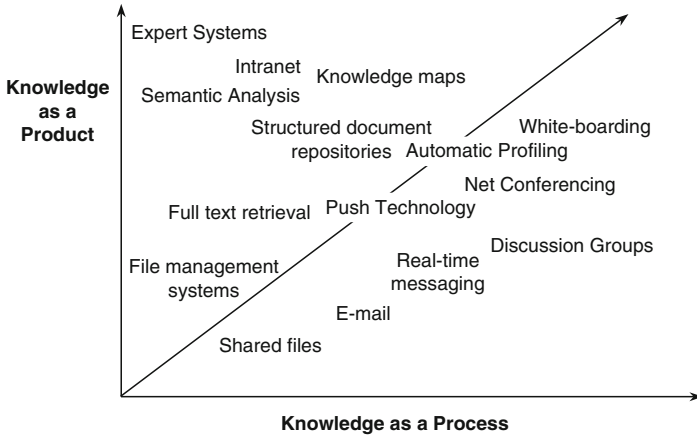 Expert Systems
Intranet
Knowledge maps
Knowledge
as a
Product
Semantic Analysis
Structured document
repositories
White-boarding
Automatic Profiling
Net Conferencing
Full text retrieval
Push Technology
Discussion Groups
File management
systems
Real-time
messaging
E-mail
Shared files
Knowledge as a Process